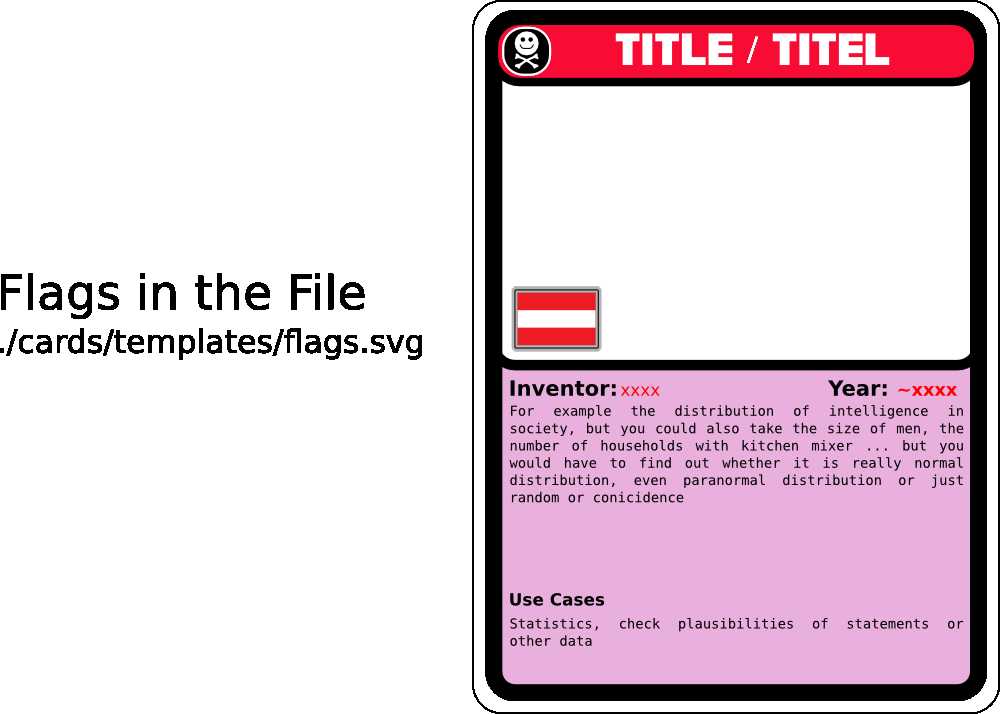 Flags in the File
./cards/templates/flags.svg
TITLE / TITEL
Inventor: xxxx Year: ~xxxx
For example the distribution of intelligence in
society, but you could also take the size of men, the
number of households with kitchen mixer ... but you
would have to find out whether it is really normal
distribution, even paranormal distribution or just
random or conicidence
Use Cases
Statistics, check plausibilities of statements or
other data